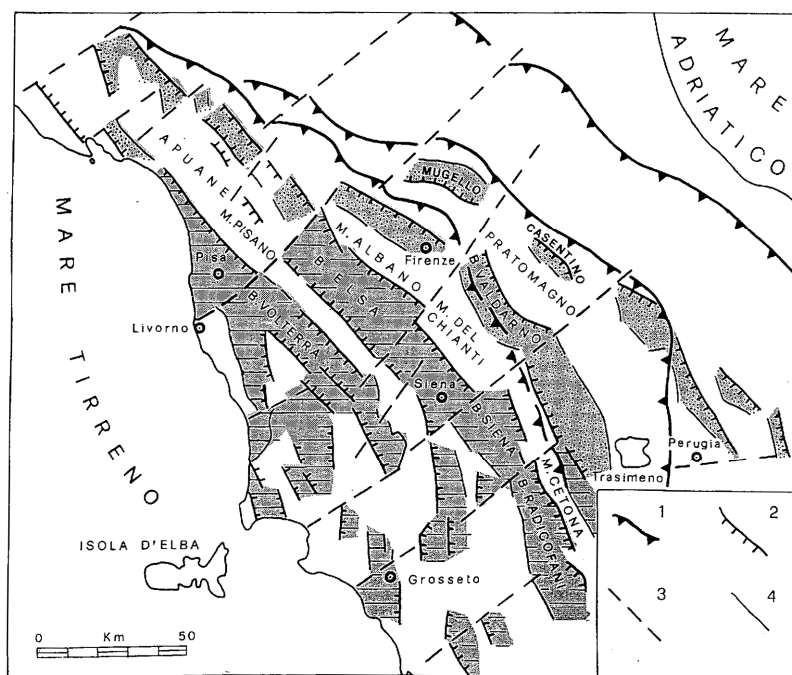 MARE
ADRIATICO
MARE TIRRENO
APUANE
M. PISANO
MUGELLO
CASENTINO
PRATOMAGNO
M. ALBANO
Firenze
B. ELSA
Pisa
B. VOLTERRA
B. VALDARNO
M. DEL
CHIANTI
Livorno
Siena
B. SIENA
Perugia
Trasimeno
M. CETONA
B. RADICOFANI
ISOLA D'ELBA
Grosseto
0 Km 50
1 2
3 4